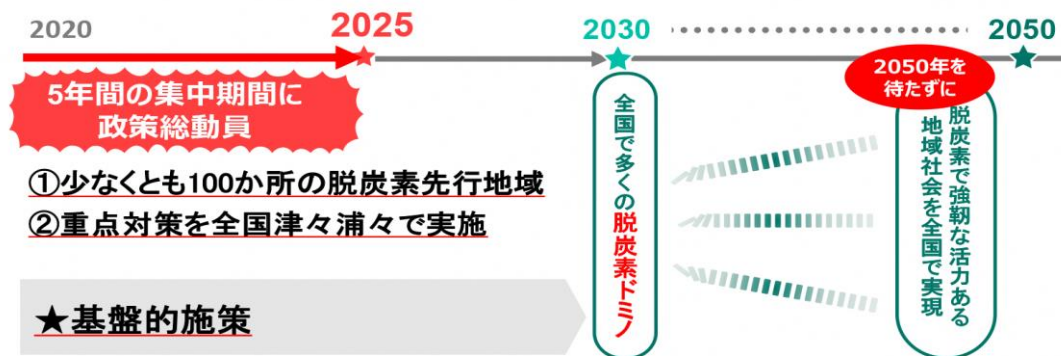 2020
2025
2030
2050
5年間の集中期間に
政策総動員
①少なくとも100か所の脱炭素先行地域
②重点対策を全国津々浦々で実施
★基盤的施策
全国で多くの脱炭素ドミノ
2050年を
待たずに
脱炭素で強靭な活力ある
地域社会を全国で実現